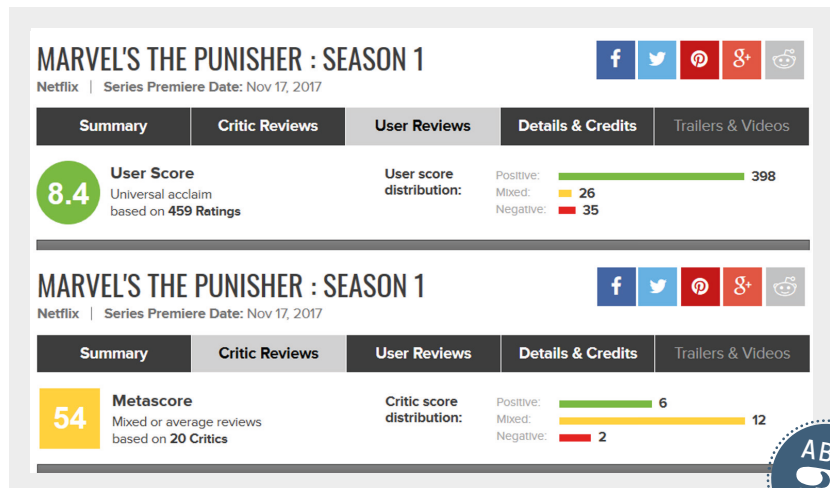 MARVEL'S THE PUNISHER : SEASON 1
Netflix | Series Premiere Date: Nov 17, 2017
f g+
Summary Critic Reviews User Reviews Details & Credits Trailers & Videos
8.4 User Score
Universal acclaim
based on 459 Ratings
User score
distribution:
Positive: 398
Mixed: 26
Negative: 35
MARVEL'S THE PUNISHER : SEASON 1
Netflix | Series Premiere Date: Nov 17, 2017
f g+
Summary Critic Reviews User Reviews Details & Credits Trailers & Videos
54 Metascore
Mixed or average reviews
based on 20 Critics
Critic score
distribution:
Positive: 6
Mixed: 12
Negative: 2